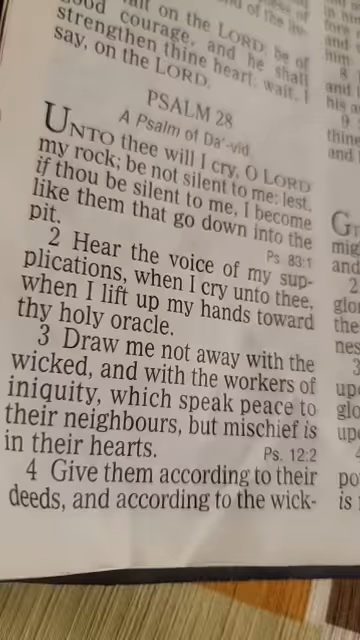 on the LORD: be of
good courage, and he shall
strengthen thine heart: wait, I
say, on the LORD.
PSALM 28
A Psalm of Da´-vid.
UNTO thee will I cry, O LORD
my rock; be not silent to me: lest,
if thou be silent to me, I become
like them that go down into the
pit.
Ps 83:1
2 Hear the voice of my sup-
plications, when I cry unto thee,
when I lift up my hands toward
thy holy oracle.
3 Draw me not away with the
wicked, and with the workers of
iniquity, which speak peace to
their neighbours, but mischief is
in their hearts.
Ps. 12:2
4 Give them according to their
deeds, and according to the wick-